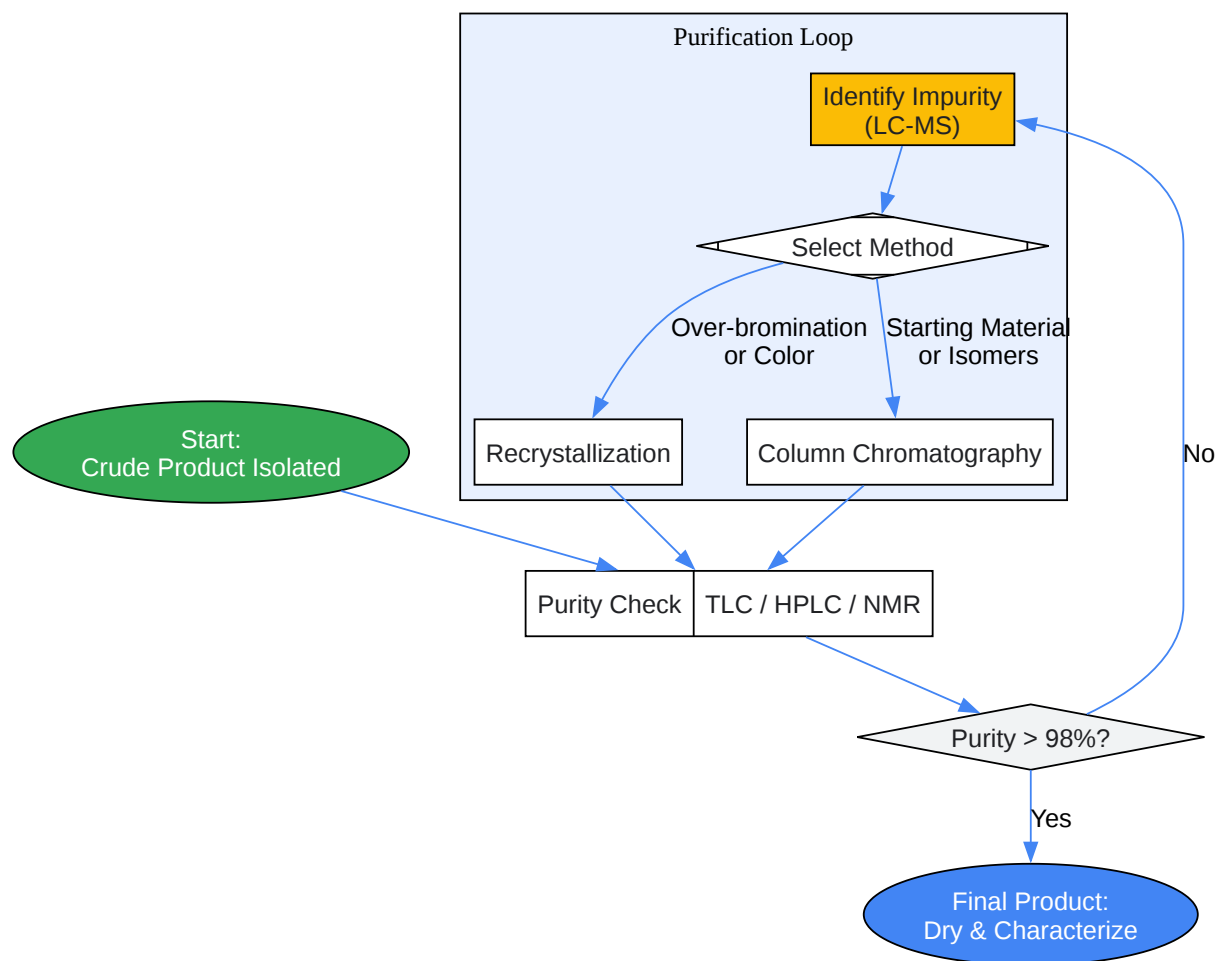 Purification Loop
Identify Impurity
(LC-MS)
Select Method
Over-bromination
or Color
Starting Material
or Isomers
Start:
Crude Product Isolated
Recrystallization
Column Chromatography
No
Purity Check
TLC / HPLC / NMR
Purity > 98%?
Yes
Final Product:
Dry & Characterize